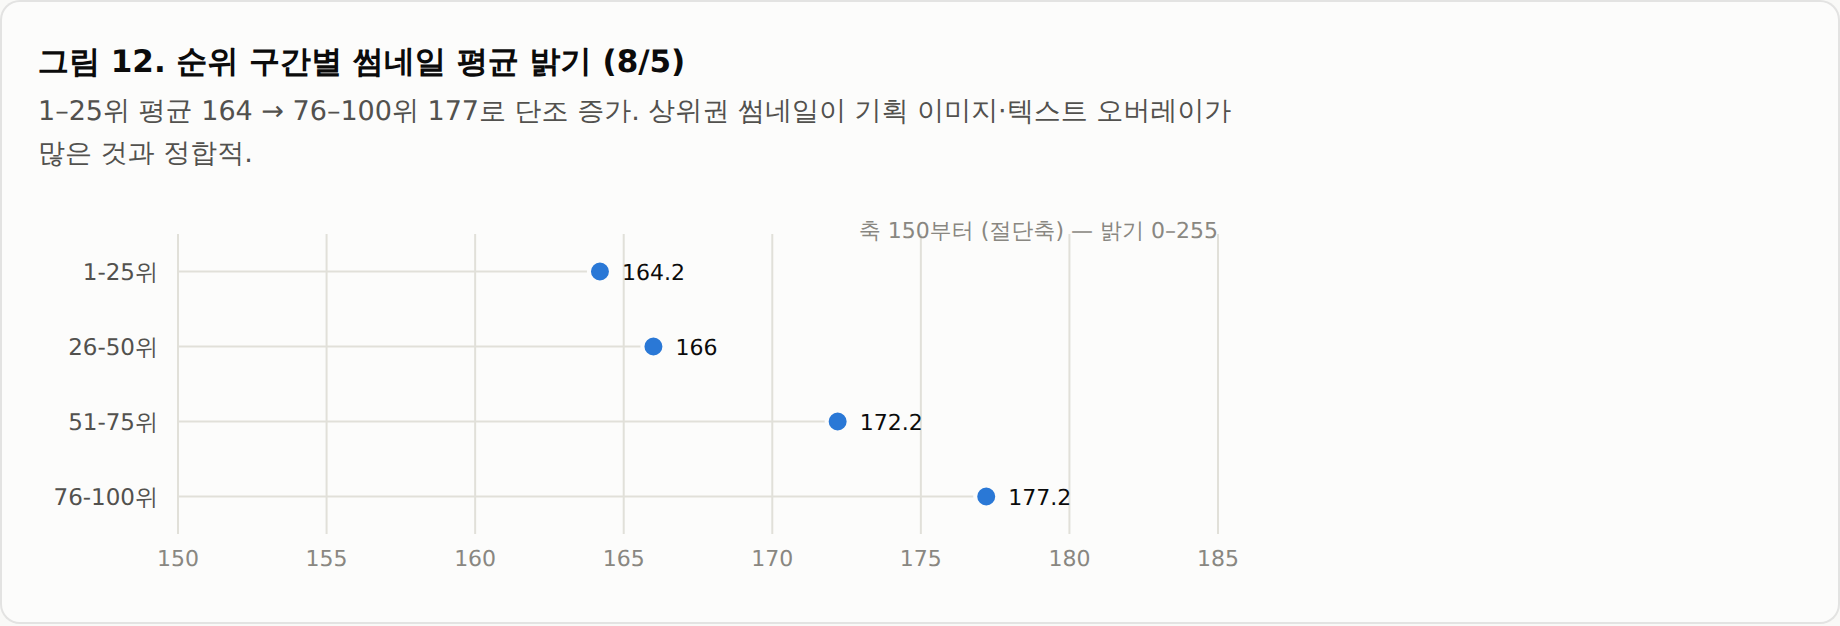 그림 12. 순위 구간별 썸네일 평균 밝기 (8/5)
1–25위 평균 164 → 76–100위 177로 단조 증가. 상위권 썸네일이 기획 이미지·텍스트 오버레이가
많은 것과 정합적.
축 150부터 (절단축) — 밝기 0–255
1-25위 164.2
26-50위 166
51-75위 172.2
76-100위 177.2
150 155 160 165 170 175 180 185